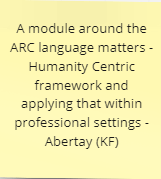 A module around the
ARC language matters -
Humanity Centric
framework and
applying that within
professional settings -
Abertay (KF)